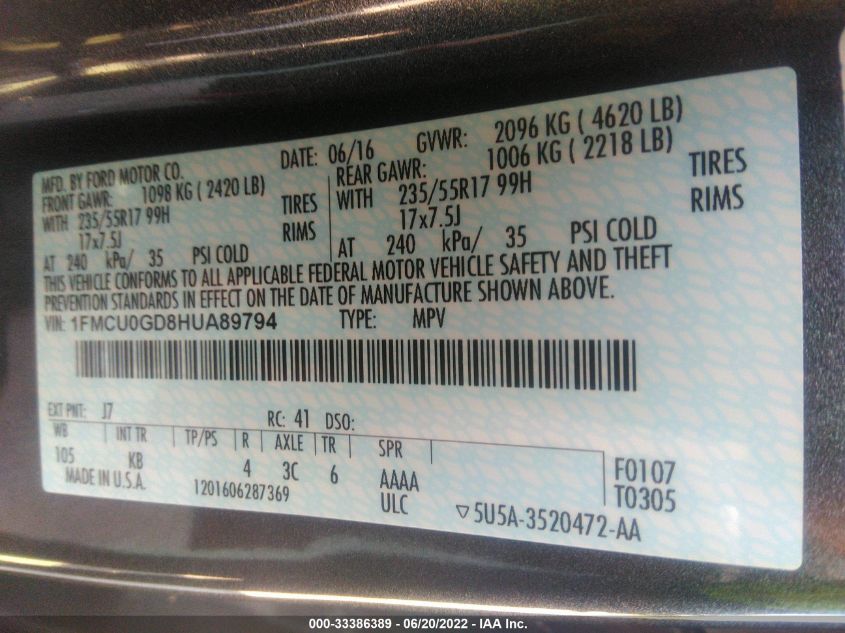 MFD. BY FORD MOTOR CO.
DATE: 06/16 GVWR: 2096 KG ( 4620 LB)
FRONT GAWR: 1098 KG ( 2420 LB)
REAR GAWR: 1006 KG ( 2218 LB)
WITH 235/55R17 99H TIRES
WITH 235/55R17 99H TIRES
17x7.5J RIMS
17x7.5J RIMS
AT 240 kPa/ 35 PSI COLD
AT 240 kPa/ 35 PSI COLD
THIS VEHICLE CONFORMS TO ALL APPLICABLE FEDERAL MOTOR VEHICLE SAFETY AND THEFT
PREVENTION STANDARDS IN EFFECT ON THE DATE OF MANUFACTURE SHOWN ABOVE.
VIN: 1FMCU0GD8HUA89794 TYPE: MPV
EXT PNT: J7 RC: 41 DSO:
WB INT TR TP/PS R AXLE TR SPR
105 KB 4 3C 6 AAAA F0107
MADE IN U.S.A. 1201606287369 ULC T0305
▽5U5A-3520472-AA
000-33386389 - 06/20/2022 - IAA Inc.